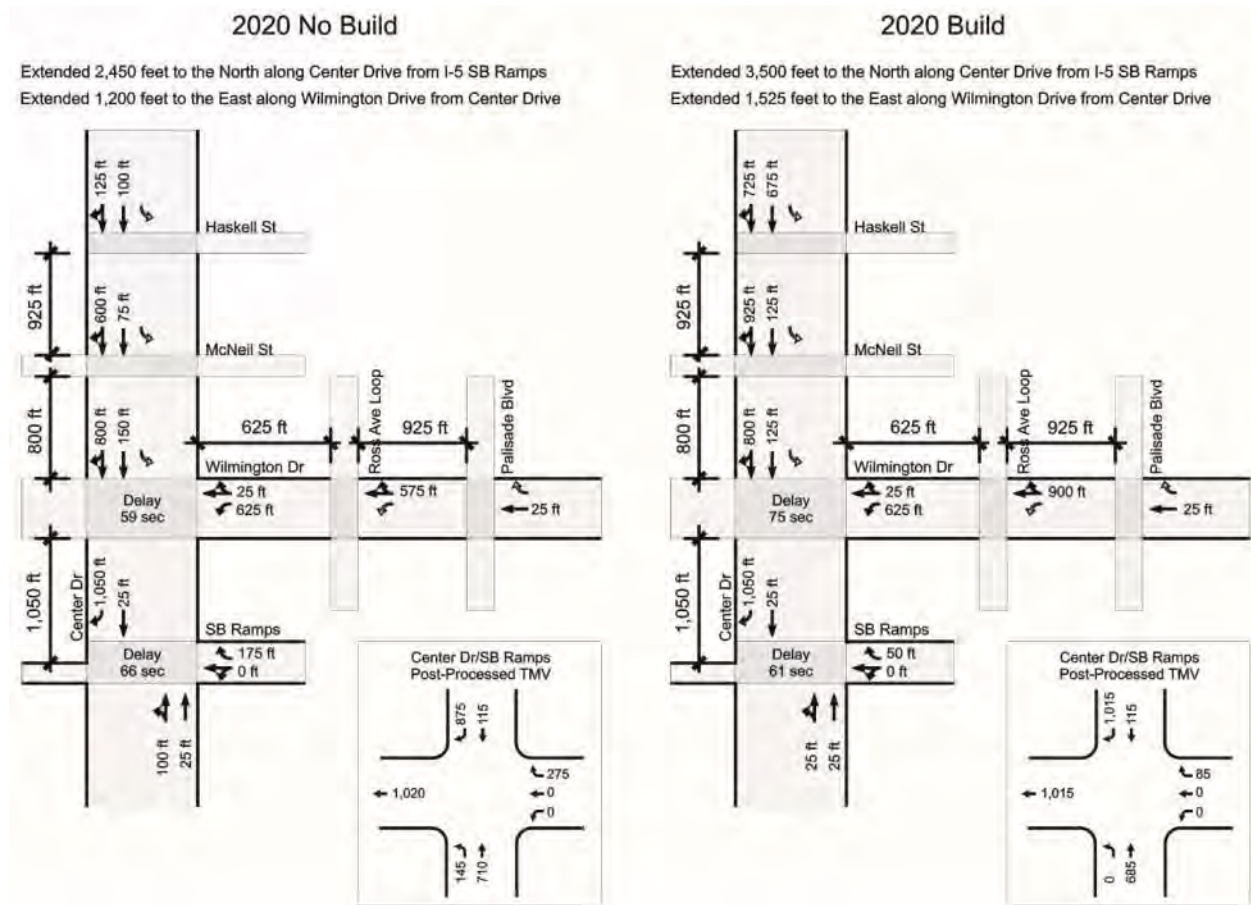 2020 No Build
Extended 2,450 feet to the North along Center Drive from I-5 SB Ramps
Extended 1,200 feet to the East along Wilmington Drive from Center Drive
125 ft
100 ft
Haskell St
925 ft
600 ft
75 ft
McNeil St
800 ft
800 ft
150 ft
625 ft
Ross Ave Loop
925 ft
Palisade Blvd
Wilmington Dr
Delay
59 sec
25 ft
625 ft
575 ft
25 ft
1,050 ft
Center Dr
1,050 ft
25 ft
SB Ramps
Delay
66 sec
175 ft
0 ft
100 ft
25 ft
Center Dr/SB Ramps
Post-Processed TMV
875
115
275
0
0
1,020
145
710
2020 Build
Extended 3,500 feet to the North along Center Drive from I-5 SB Ramps
Extended 1,525 feet to the East along Wilmington Drive from Center Drive
725 ft
675 ft
Haskell St
925 ft
925 ft
125 ft
McNeil St
800 ft
800 ft
125 ft
625 ft
Ross Ave Loop
925 ft
Palisade Blvd
Wilmington Dr
Delay
75 sec
25 ft
625 ft
900 ft
25 ft
1,050 ft
Center Dr
1,050 ft
25 ft
SB Ramps
Delay
61 sec
50 ft
0 ft
25 ft
25 ft
Center Dr/SB Ramps
Post-Processed TMV
1,015
115
85
0
0
1,015
0
685